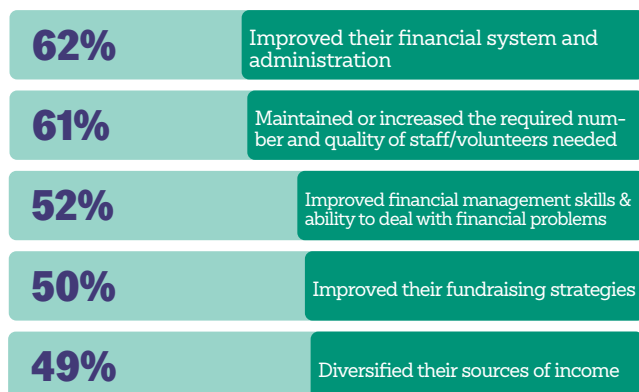 62%
Improved their financial system and
administration
61%
Maintained or increased the required num-
ber and quality of staff/volunteers needed
52%
Improved financial management skills &
ability to deal with financial problems
50%
Improved their fundraising strategies
49%
Diversified their sources of income